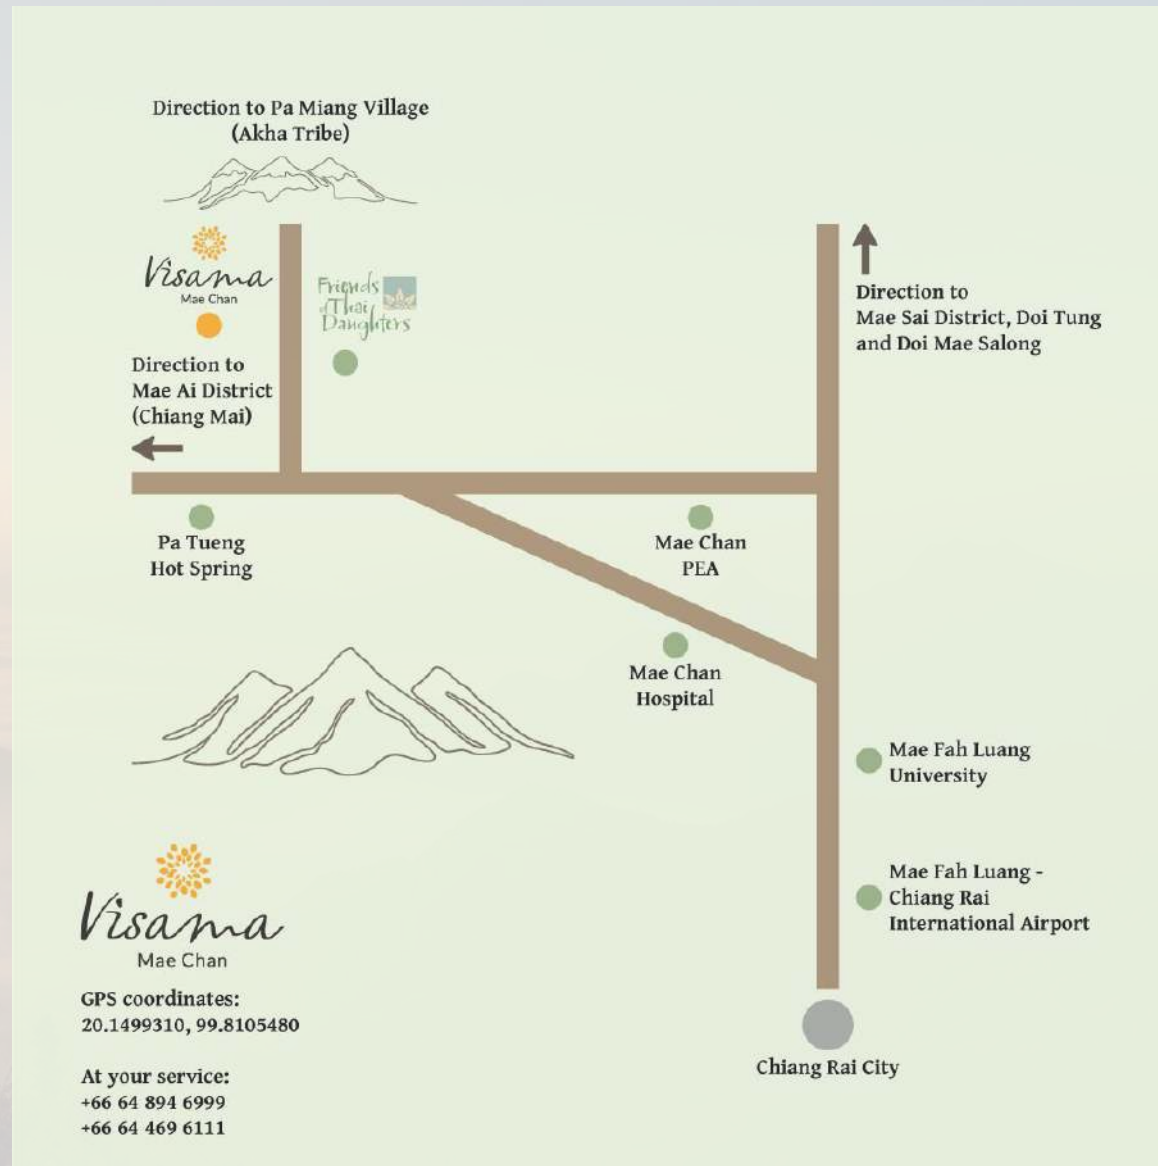 Direction to Pa Miang Village
(Akha Tribe)
Visama
Mae Chan
Friends
of Thai
Daughters
Direction to
Mae Ai District
(Chiang Mai)
Direction to
Mae Sai District, Doi Tung
and Doi Mae Salong
Pa Tueng
Hot Spring
Mae Chan
PEA
Mae Chan
Hospital
Mae Fah Luang
University
Mae Fah Luang -
Chiang Rai
International Airport
Chiang Rai City
Visama
Mae Chan
GPS coordinates:
20.1499310, 99.8105480
At your service:
+66 64 894 6999
+66 64 469 6111